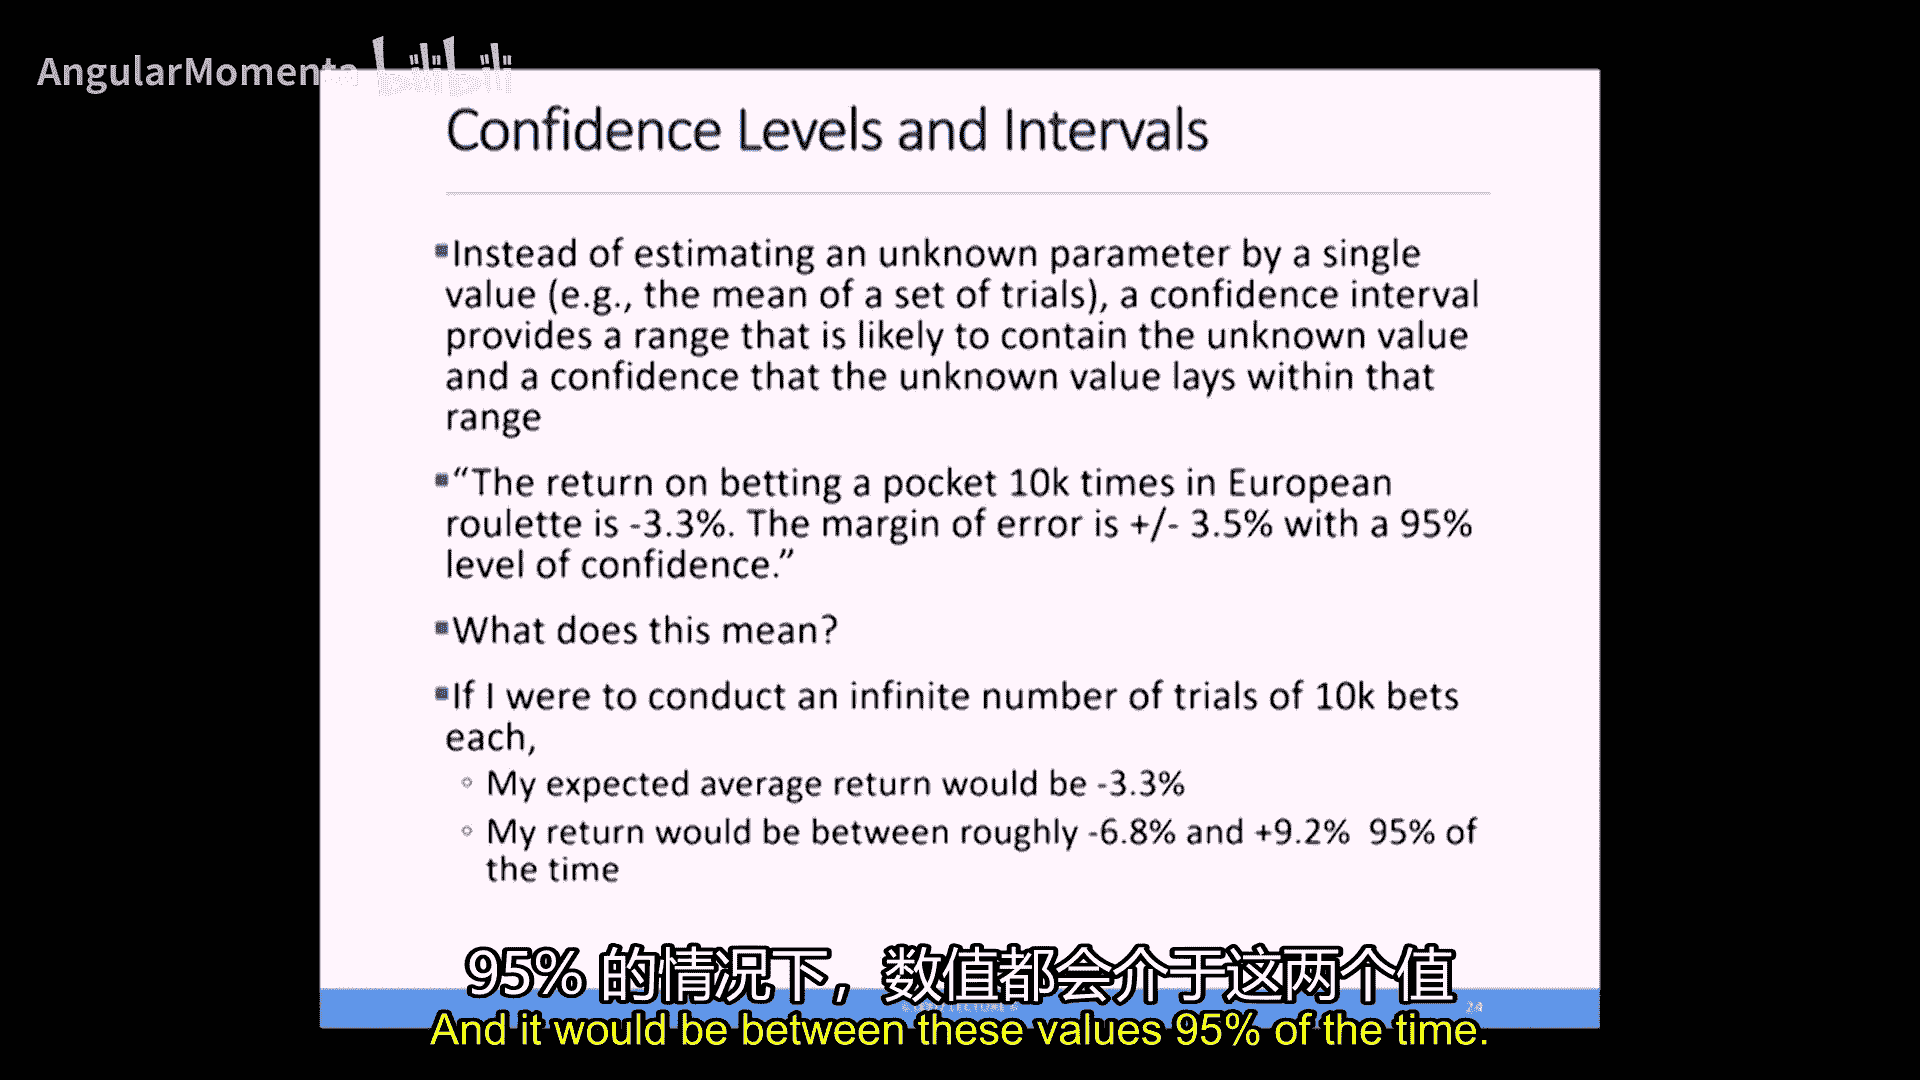 AngularMomenta bilibili
Confidence Levels and Intervals
▪Instead of estimating an unknown parameter by a single
value (e.g., the mean of a set of trials), a confidence interval
provides a range that is likely to contain the unknown value
and a confidence that the unknown value lays within that
range
▪“The return on betting a pocket 10k times in European
roulette is -3.3%. The margin of error is +/- 3.5% with a 95%
level of confidence.”
▪What does this mean?
▪If I were to conduct an infinite number of trials of 10k bets
each,
◦ My expected average return would be -3.3%
◦ My return would be between roughly -6.8% and +9.2% 95% of
the time
95% 的情况下，数值都会介于这两个值
24
And it would be between these values 95% of the time.